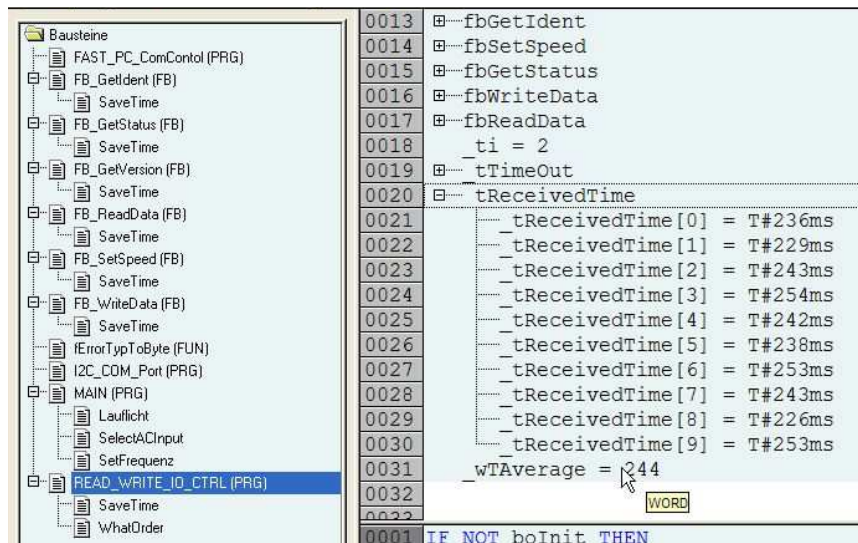 Bausteine
FAST_PC_ComContol (PRG)
FB_GetIdent (FB)
SaveTime
FB_GetStatus (FB)
SaveTime
FB_GetVersion (FB)
SaveTime
FB_ReadData (FB)
SaveTime
FB_SetSpeed (FB)
SaveTime
FB_WriteData (FB)
SaveTime
fErrorTypToByte (FUN)
I2C_COM_Port (PRG)
MAIN (PRG)
Lauflicht
SelectACInput
SetFrequenz
READ_WRITE_IO_CTRL (PRG)
SaveTime
WhatOrder
0013 fbGetIdent
0014 fbSetSpeed
0015 fbGetStatus
0016 fbWriteData
0017 fbReadData
0018 _ti = 2
0019 _tTimeOut
0020 _tReceivedTime
0021 _tReceivedTime[0] = T#236ms
0022 _tReceivedTime[1] = T#229ms
0023 _tReceivedTime[2] = T#243ms
0024 _tReceivedTime[3] = T#254ms
0025 _tReceivedTime[4] = T#242ms
0026 _tReceivedTime[5] = T#238ms
0027 _tReceivedTime[6] = T#253ms
0028 _tReceivedTime[7] = T#243ms
0029 _tReceivedTime[8] = T#226ms
0030 _tReceivedTime[9] = T#253ms
0031 _wTAverage = 244
0032
WORD
0033
0001 IF NOT boInit THEN